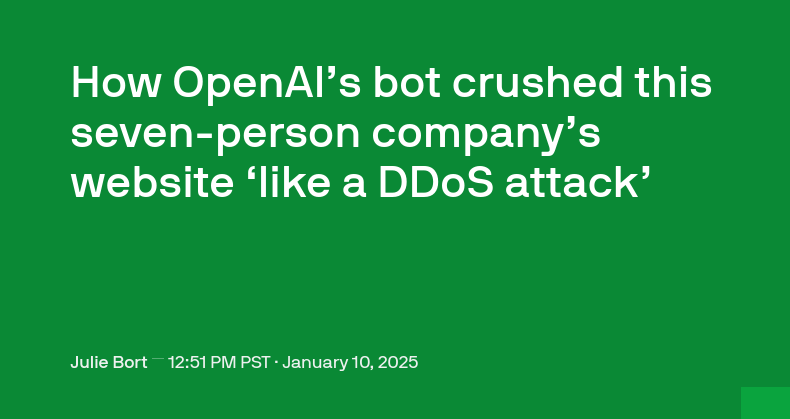 How OpenAI’s bot crushed this
seven-person company’s
website ‘like a DDoS attack’
Julie Bort — 12:51 PM PST · January 10, 2025